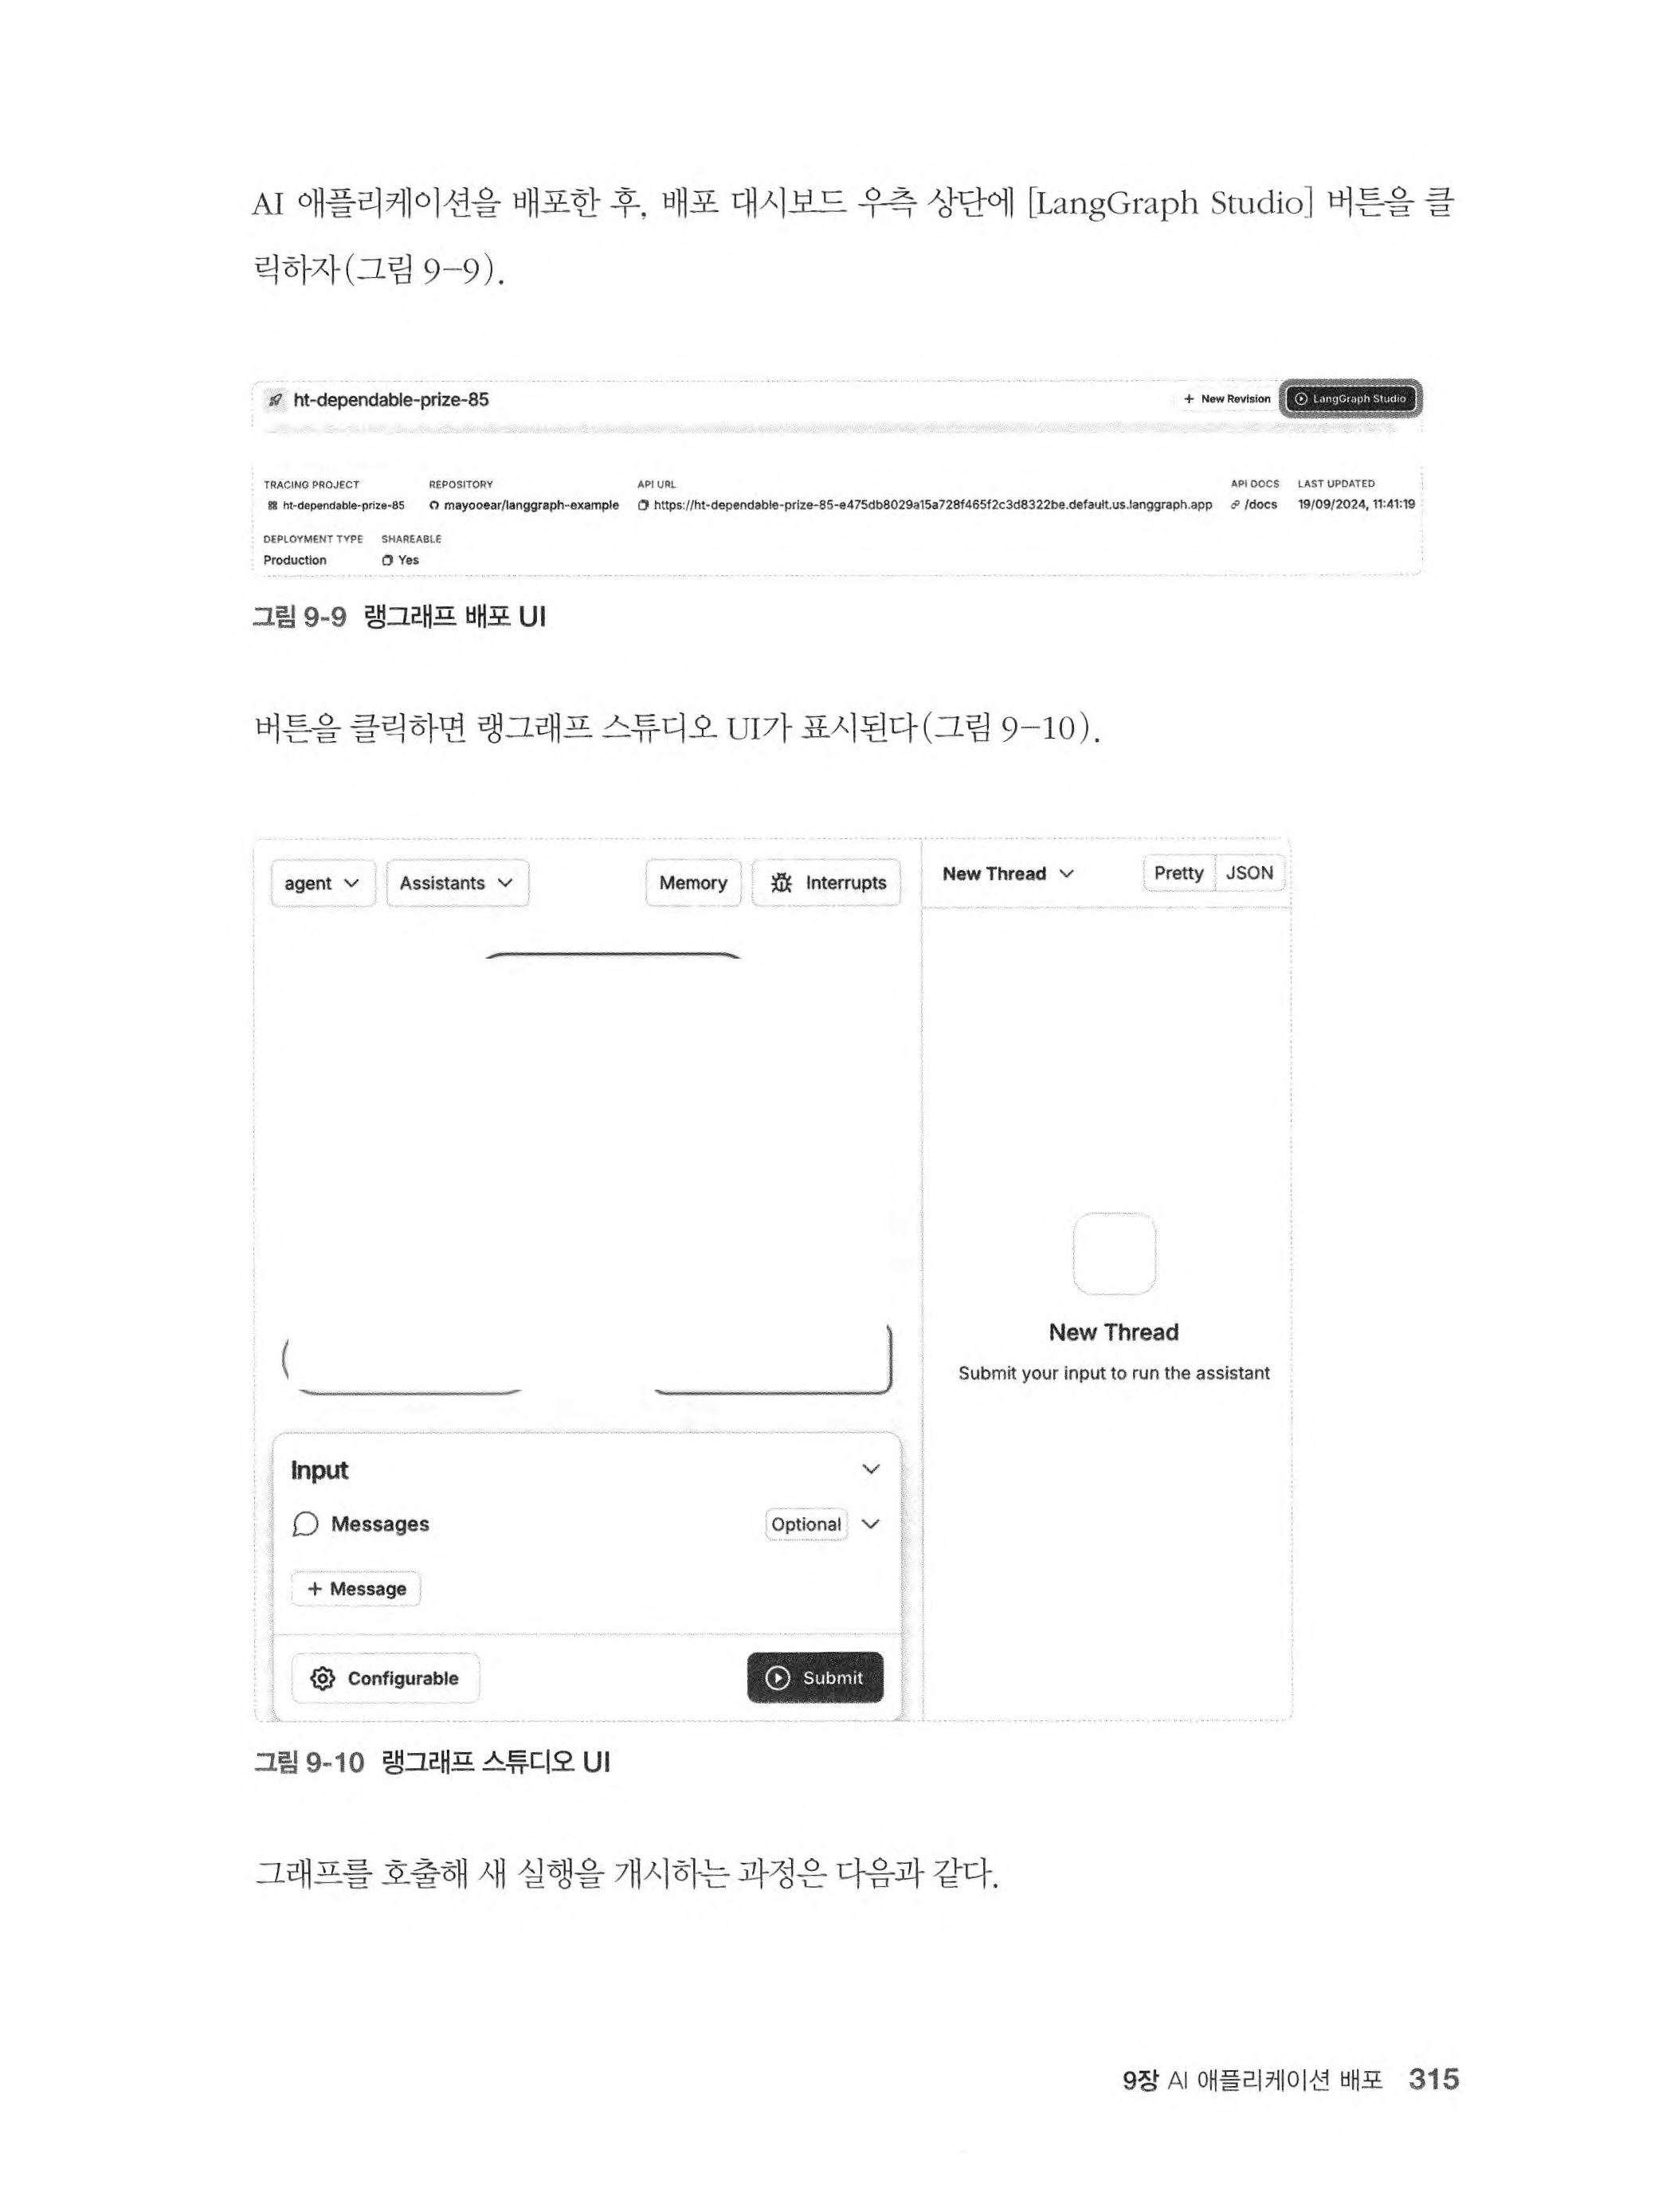 AI 애플리케이션을 배포한 후, 배포 대시보드 우측 상단에 [LangGraph Studio] 버튼을 클
릭하자(그림 9-9).
ht-dependable-prize-85
+ New Revision
LangGraph Studio
TRACING PROJECT
REPOSITORY
API URL
API DOCS
LAST UPDATED
ht-dependable-prize-85
mayooear/langgraph-example
https://ht-dependable-prize-85-e475db8029a15a728f465f2c3d8322be.default.us.langgraph.app
/docs
19/09/2024, 11:41:19
DEPLOYMENT TYPE
SHAREABLE
Production
Yes
그림 9-9 랭그래프 배포 UI
버튼을 클릭하면 랭그래프 스튜디오 UI가 표시된다(그림 9-10).
agent
Assistants
Memory
Interrupts
New Thread
Pretty
JSON
New Thread
Submit your input to run the assistant
Input
Messages
Optional
+ Message
Configurable
Submit
그림 9-10 랭그래프 스튜디오 UI
그래프를 호출해 새 실행을 개시하는 과정은 다음과 같다.
9장 AI 애플리케이션 배포 315